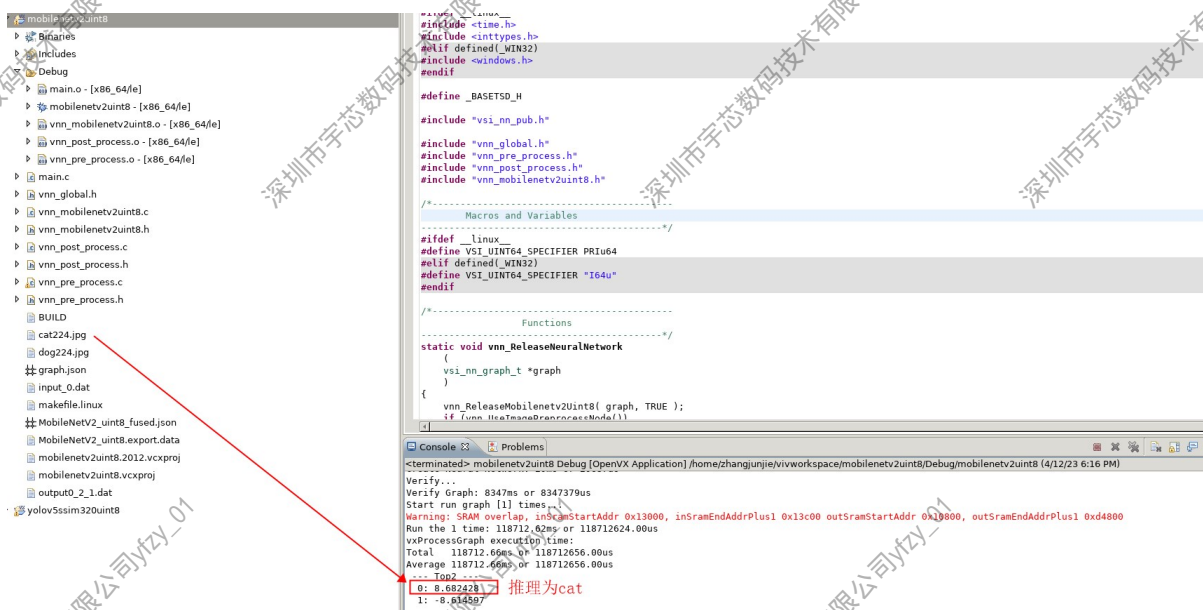 mobilenetv2uint8
Binaries
Includes
Debug
main.o - [x86_64/le]
mobilenetv2uint8 - [x86_64/le]
vnn_mobilenetv2uint8.o - [x86_64/le]
vnn_post_process.o - [x86_64/le]
vnn_pre_process.o - [x86_64/le]
main.c
vnn_global.h
vnn_mobilenetv2uint8.c
vnn_mobilenetv2uint8.h
vnn_post_process.c
vnn_post_process.h
vnn_pre_process.c
vnn_pre_process.h
BUILD
cat224.jpg
dog224.jpg
graph.json
input_0.dat
makefile.linux
MobileNetV2_uint8_fused.json
MobileNetV2_uint8.export.data
mobilenetv2uint8.2012.vcxproj
mobilenetv2uint8.vcxproj
output0_2_1.dat
yolov5ssim320uint8
#ifdef __linux__
#include <time.h>
#include <inttypes.h>
#elif defined(_WIN32)
#include <windows.h>
#endif
#define _BASETSD_H
#include "vsi_nn_pub.h"
#include "vnn_global.h"
#include "vnn_pre_process.h"
#include "vnn_post_process.h"
#include "vnn_mobilenetv2uint8.h"
/*-------------------------------------------
Macros and Variables
-------------------------------------------*/
#ifdef __linux__
#define VSI_UINT64_SPECIFIER PRIu64
#elif defined(_WIN32)
#define VSI_UINT64_SPECIFIER "I64u"
#endif
/*-------------------------------------------
Functions
-------------------------------------------*/
static void vnn_ReleaseNeuralNetwork
(
vsi_nn_graph_t *graph
)
{
vnn_ReleaseMobilenetv2Uint8( graph, TRUE );
if (vnn_UseImagePreprocessNode())
Console Problems
<terminated> mobilenetv2uint8 Debug [OpenVX Application] /home/zhangjunjie/vivworkspace/mobilenetv2uint8/Debug/mobilenetv2uint8 (4/12/23 6:16 PM)
Verify...
Verify Graph: 8347ms or 8347379us
Start run graph [1] times...
Warning: SRAM overlap, inSramStartAddr 0x13000, inSramEndAddrPlus1 0x13c00 outSramStartAddr 0x10800, outSramEndAddrPlus1 0xd4800
Run the 1 time: 118712.62ms or 118712624.00us
vxProcessGraph execution time:
Total 118712.66ms or 118712656.00us
Average 118712.66ms or 118712656.00us
--- Top2 ---
0: 8.682428
推理为cat
1: -8.614597
深圳市宇芯数码技术有限
深圳市宇芯数码技术有限
深圳市宇芯数码技术有限
限公司yfzy_01
限公司yfzy_01